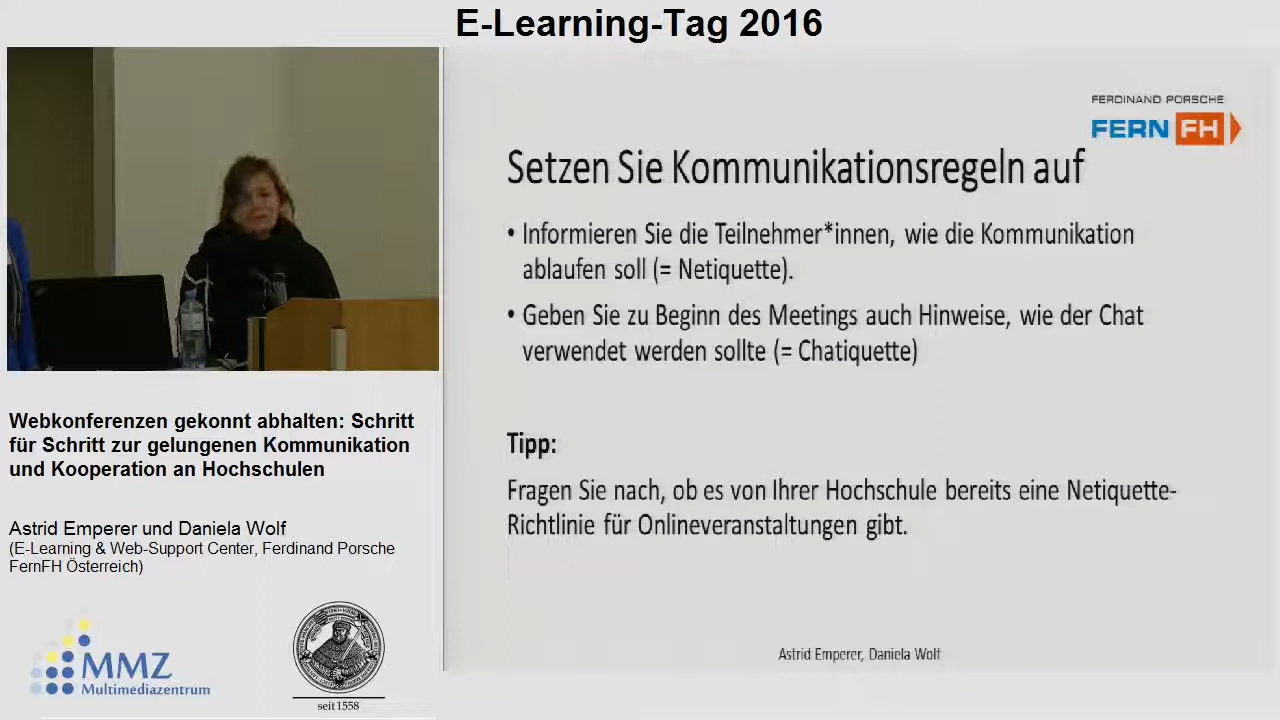 E-Learning-Tag 2016
FERDINAND PORSCHE
FERN FH
Setzen Sie Kommunikationsregeln auf
• Informieren Sie die Teilnehmer*innen, wie die Kommunikation
ablaufen soll (= Netiquette).
• Geben Sie zu Beginn des Meetings auch Hinweise, wie der Chat
verwendet werden sollte (= Chatiquette)
Tipp:
Fragen Sie nach, ob es von Ihrer Hochschule bereits eine Netiquette-
Richtlinie für Onlineveranstaltungen gibt.
Astrid Emperer, Daniela Wolf
Webkonferenzen gekonnt abhalten: Schritt
für Schritt zur gelungenen Kommunikation
und Kooperation an Hochschulen
Astrid Emperer und Daniela Wolf
(E-Learning & Web-Support Center, Ferdinand Porsche
FernFH Österreich)
MMZ
Multimediazentrum
seit 1558